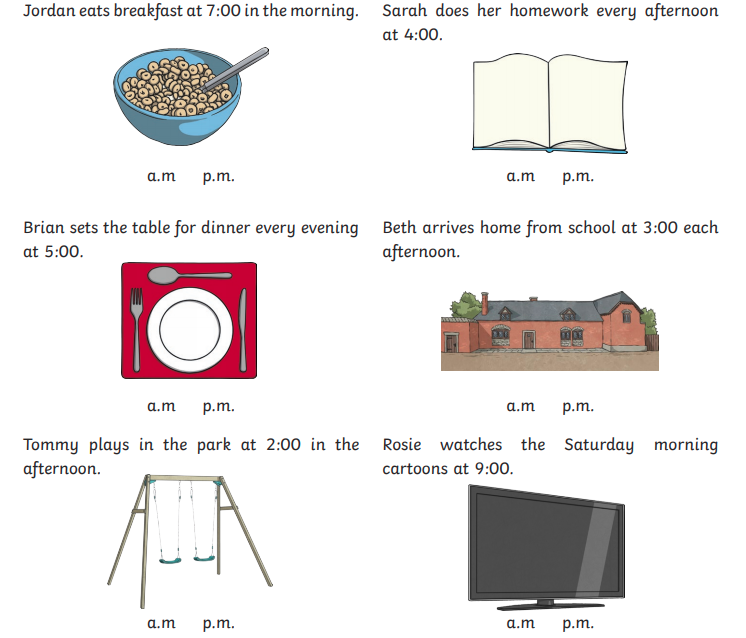 Jordan eats breakfast at 7:00 in the morning.
a.m p.m.
Sarah does her homework every afternoon
at 4:00.
a.m p.m.
Brian sets the table for dinner every evening
at 5:00.
a.m p.m.
Beth arrives home from school at 3:00 each
afternoon.
a.m p.m.
Tommy plays in the park at 2:00 in the
afternoon.
a.m p.m.
Rosie watches the Saturday morning
cartoons at 9:00.
a.m p.m.